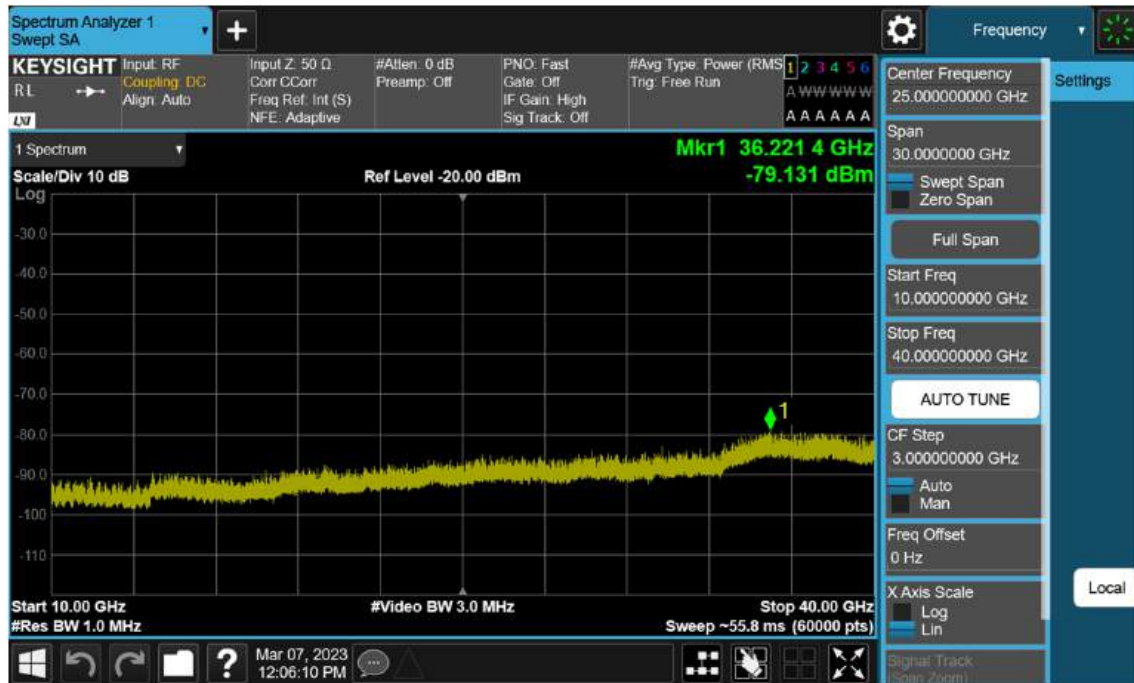 Spectrum Analyzer 1
Swept SA
Frequency
KEYSIGHT
RL
LXI
Input: RF
Coupling: DC
Align: Auto
Input Z: 50 Ω
Corr CCorr
Freq Ref: Int (S)
NFE: Adaptive
#Atten: 0 dB
Preamp: Off
PNO: Fast
Gate: Off
IF Gain: High
Sig Track: Off
#Avg Type: Power (RMS
Trig: Free Run
1 2 3 4 5 6
A W W W W W
A A A A A A
1 Spectrum
Scale/Div 10 dB
Ref Level -20.00 dBm
Mkr1 36.221 4 GHz
-79.131 dBm
Log
-30.0
-40.0
-50.0
-60.0
-70.0
-80.0
-90.0
-100
-110
1
Start 10.00 GHz
#Res BW 1.0 MHz
#Video BW 3.0 MHz
Stop 40.00 GHz
Sweep ~55.8 ms (60000 pts)
Center Frequency
25.000000000 GHz
Span
30.0000000 GHz
Swept Span
Zero Span
Full Span
Start Freq
10.000000000 GHz
Stop Freq
40.000000000 GHz
AUTO TUNE
CF Step
3.000000000 GHz
Auto
Man
Freq Offset
0 Hz
X Axis Scale
Log
Lin
Signal Track
(Span Zoom)
Settings
Local
?
Mar 07, 2023
12:06:10 PM